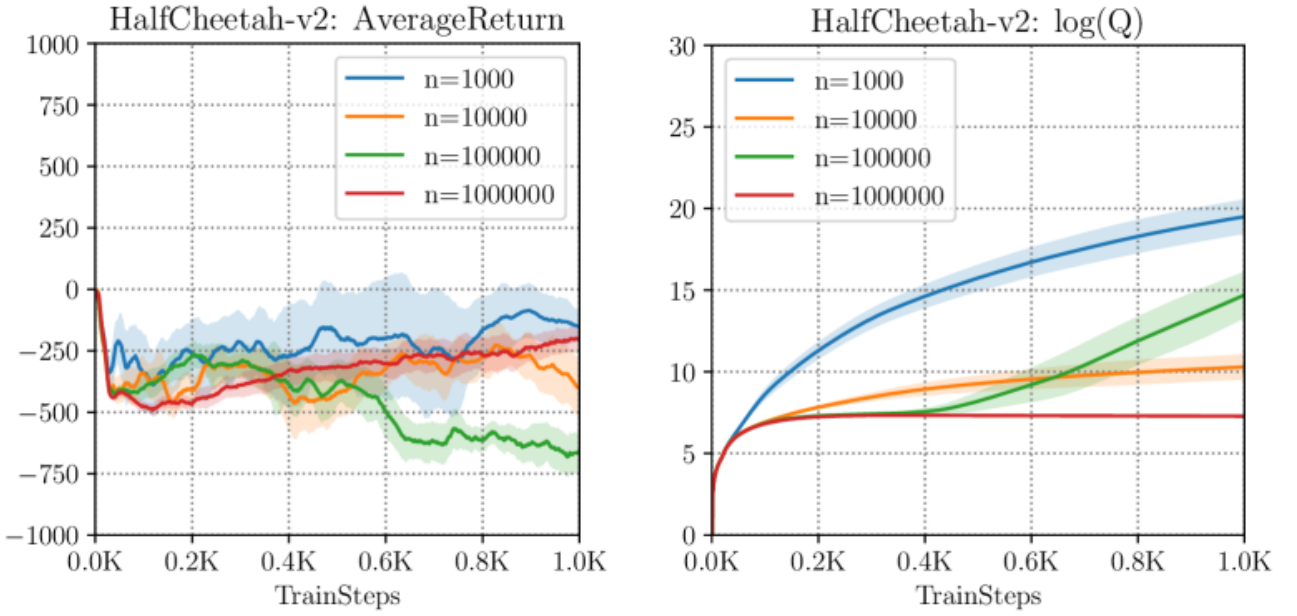 HalfCheetah-v2: AverageReturn
1000
750
500
250
0
−250
−500
−750
−1000
n=1000
n=10000
n=100000
n=1000000
0.0K 0.2K 0.4K 0.6K 0.8K 1.0K
TrainSteps
HalfCheetah-v2: log(Q)
30
25
20
15
10
5
0
n=1000
n=10000
n=100000
n=1000000
0.0K 0.2K 0.4K 0.6K 0.8K 1.0K
TrainSteps